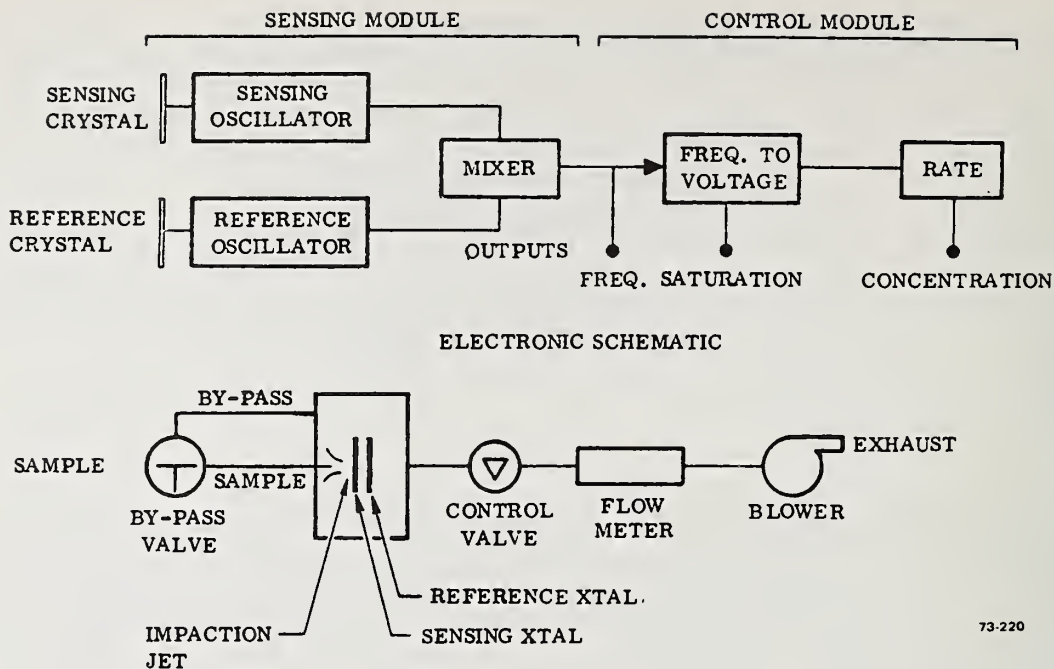 SENSING MODULE
CONTROL MODULE
SENSING
CRYSTAL
SENSING
OSCILLATOR
MIXER
FREQ. TO
VOLTAGE
RATE
REFERENCE
CRYSTAL
REFERENCE
OSCILLATOR
OUTPUTS
FREQ. SATURATION
CONCENTRATION
ELECTRONIC SCHEMATIC
BY-PASS
SAMPLE
SAMPLE
BY-PASS
VALVE
CONTROL
VALVE
FLOW
METER
BLOWER
EXHAUST
REFERENCE XTAL.
SENSING XTAL
IMPACTION
JET
73-220